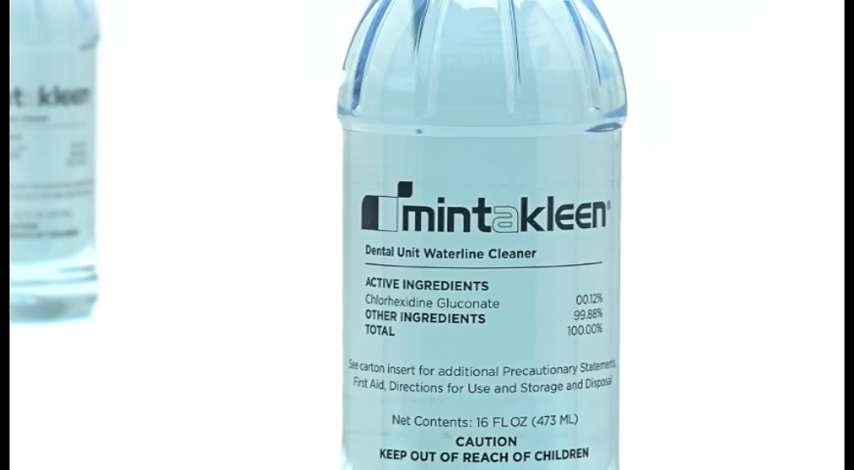 t kleen
mintakleen®
Dental Unit Waterline Cleaner
ACTIVE INGREDIENTS
Chlorhexidine Gluconate 00.12%
OTHER INGREDIENTS 99.88%
TOTAL 100.00%
See carton insert for additional Precautionary Statements,
First Aid, Directions for Use and Storage and Disposal
Net Contents: 16 FL OZ (473 ML)
CAUTION
KEEP OUT OF REACH OF CHILDREN